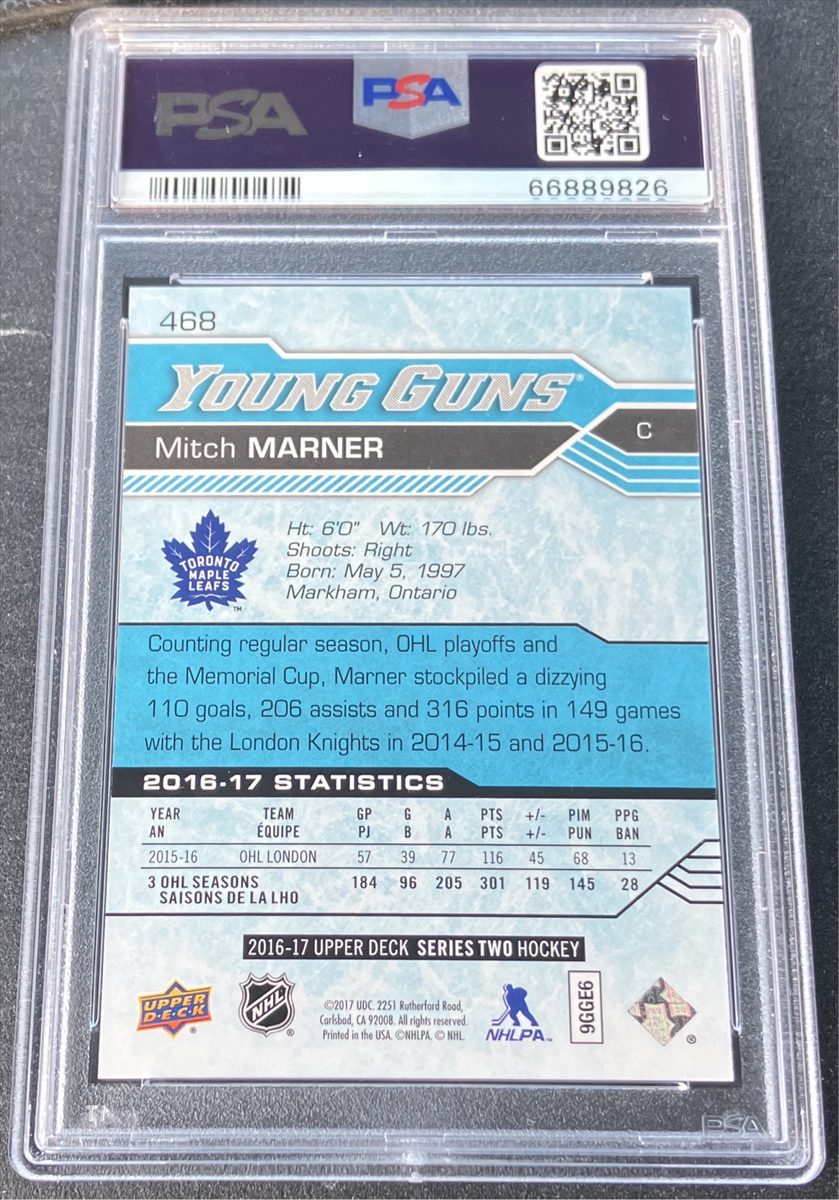 PSA PSA
66889826
468
YOUNG GUNS®
Mitch MARNER
C
TORONTO
MAPLE
LEAFS
TM
Ht: 6'0" Wt: 170 lbs.
Shoots: Right
Born: May 5, 1997
Markham, Ontario
Counting regular season, OHL playoffs and
the Memorial Cup, Marner stockpiled a dizzying
110 goals, 206 assists and 316 points in 149 games
with the London Knights in 2014-15 and 2015-16.
2016-17 STATISTICS
YEAR TEAM GP G A PTS +/- PIM PPG
AN ÉQUIPE PJ B A PTS +/- PUN BAN
2015-16 OHL LONDON 57 39 77 116 45 68 13
3 OHL SEASONS 184 96 205 301 119 145 28
SAISONS DE LA LHO
2016-17 UPPER DECK SERIES TWO HOCKEY
UPPER
D·E·C·K
NHL
®
©2017 UDC. 2251 Rutherford Road,
Carlsbad, CA 92008. All rights reserved.
Printed in the USA. ©NHLPA. © NHL.
NHLPA™
9GGE6
®
PSA